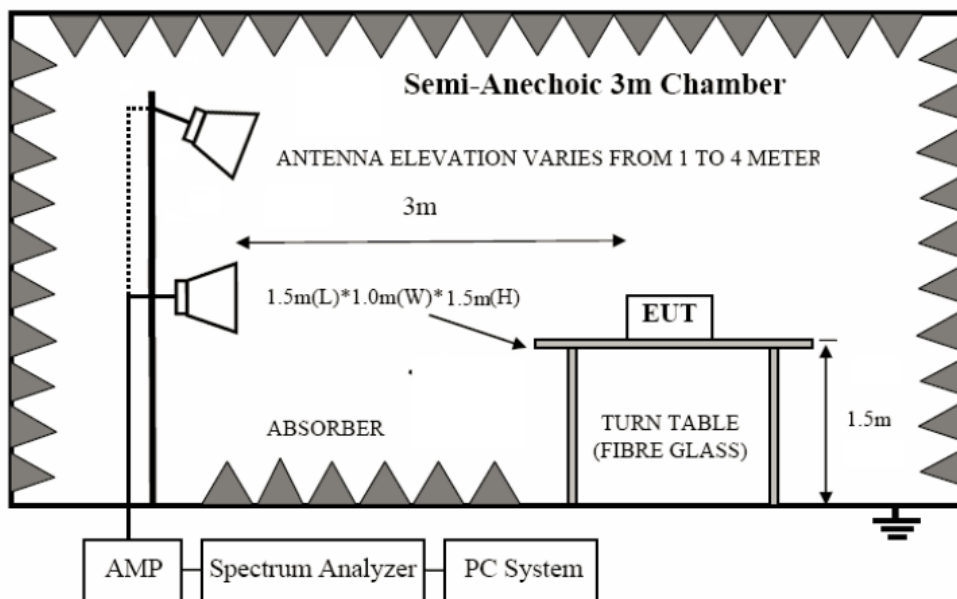 Semi-Anechoic 3m Chamber
ANTENNA ELEVATION VARIES FROM 1 TO 4 METER
3m
1.5m(L)*1.0m(W)*1.5m(H)
EUT
ABSORBER
TURN TABLE
(FIBRE GLASS)
1.5m
AMP
Spectrum Analyzer
PC System